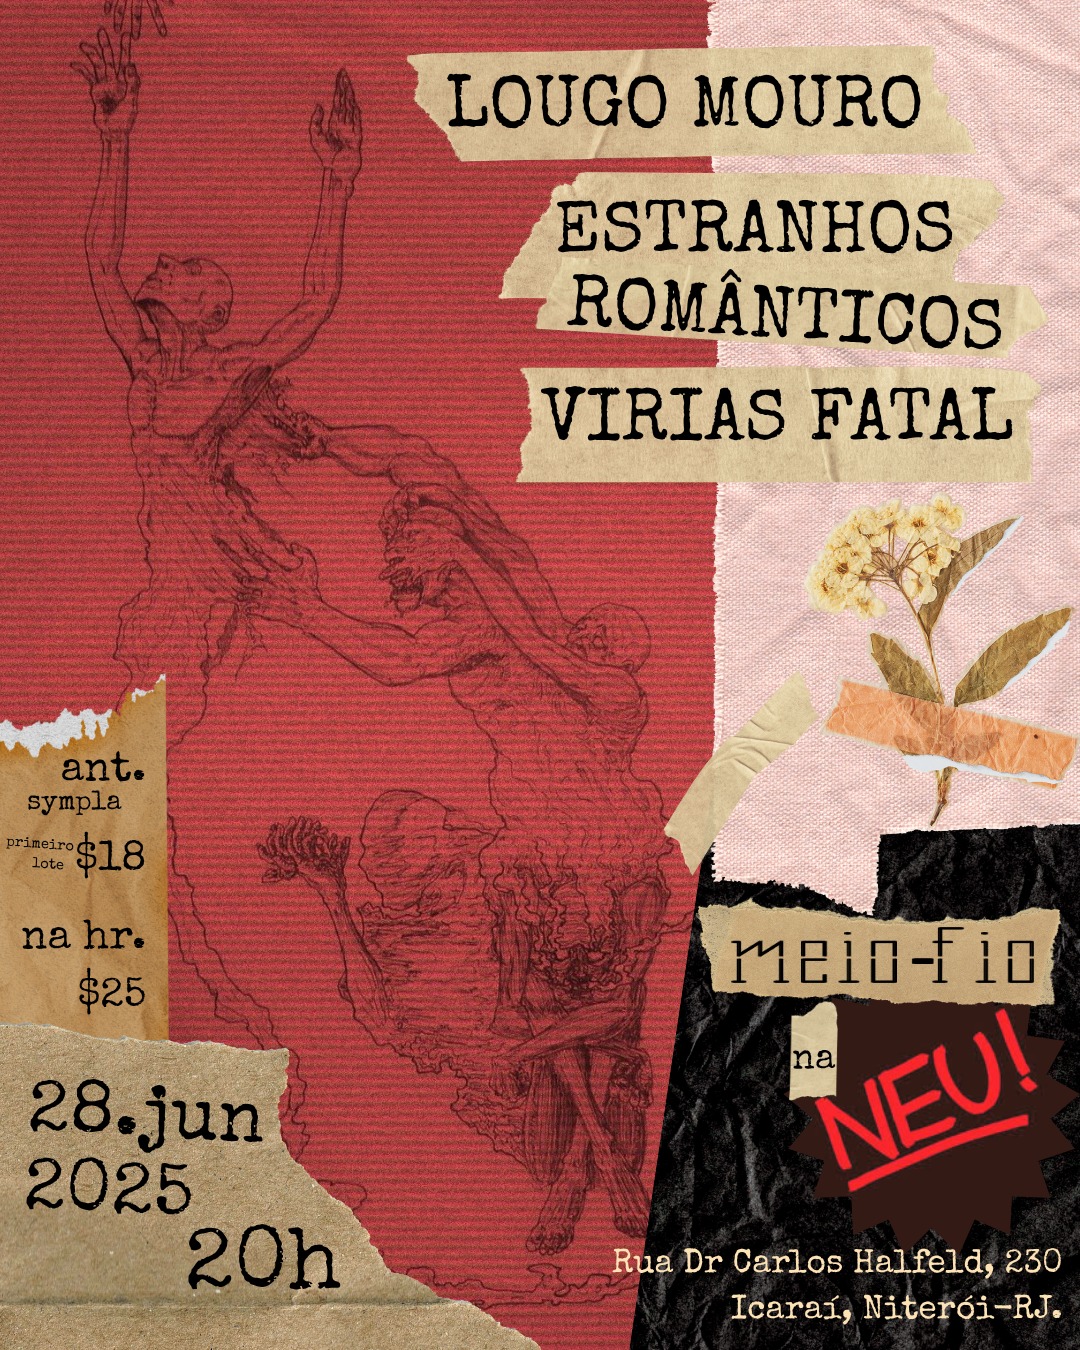 LOUGO MOURO
ESTRANHOS
ROMÂNTICOS
VIRIAS FATAL
ant.
sympla
primeiro
lote $18
na hr.
$25
28.jun
2025
20h
meio-fio
na
NEU!
Rua Dr Carlos Halfeld, 230
Icaraí, Niterói-RJ.